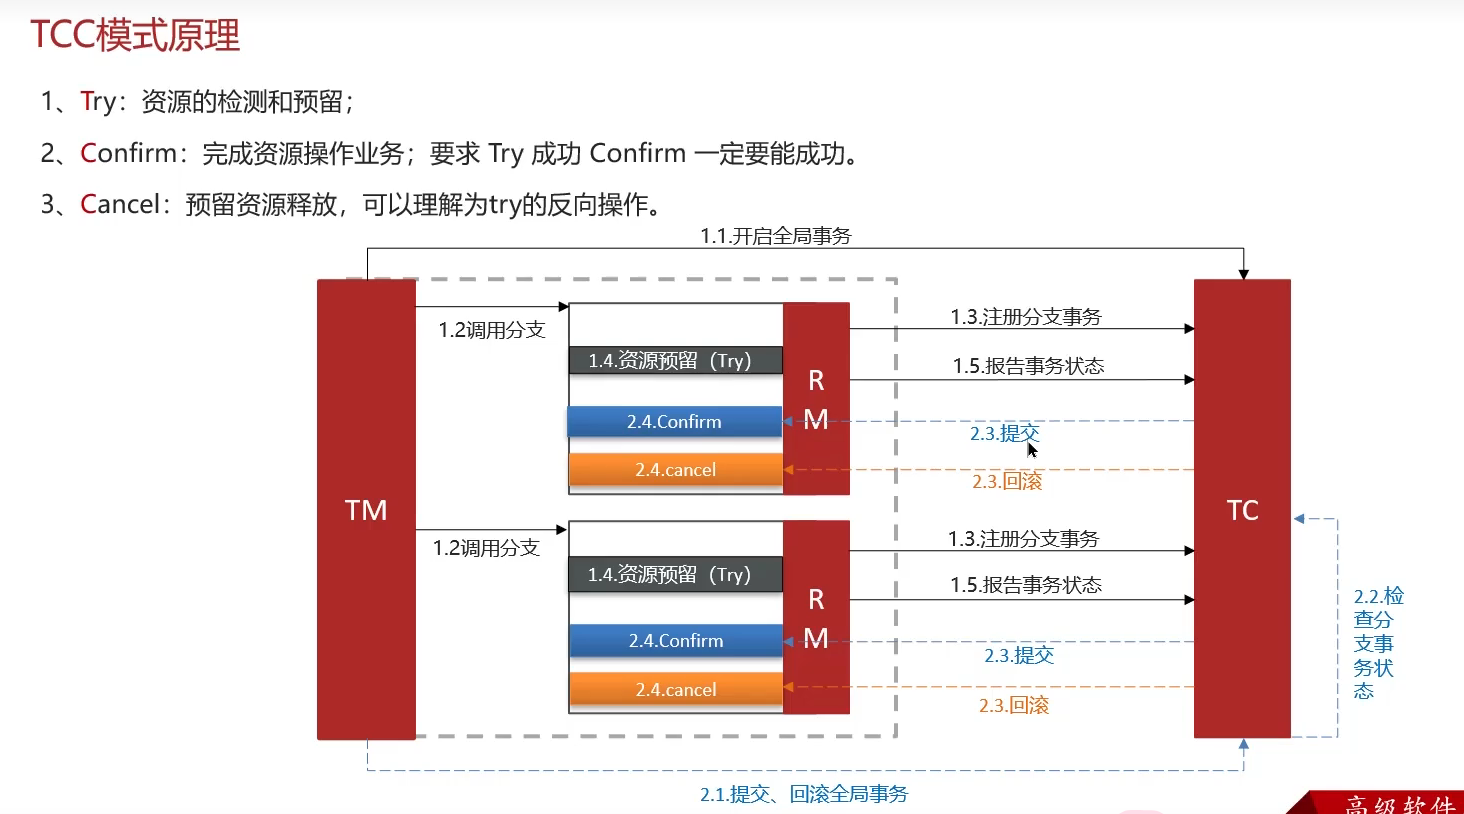 TCC模式原理
1、Try：资源的检测和预留；
2、Confirm：完成资源操作业务；要求 Try 成功 Confirm 一定要能成功。
3、Cancel：预留资源释放，可以理解为try的反向操作。
1.1.开启全局事务
TM
1.2调用分支
1.4.资源预留（Try）
2.4.Confirm
2.4.cancel
R
M
1.3.注册分支事务
1.5.报告事务状态
2.3.提交
2.3.回滚
TC
1.2调用分支
1.4.资源预留（Try）
2.4.Confirm
2.4.cancel
R
M
1.3.注册分支事务
1.5.报告事务状态
2.3.提交
2.3.回滚
2.2.检
查分
支事
务状
态
2.1.提交、回滚全局事务
高级软件